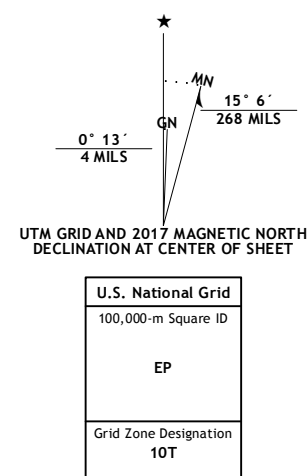 ★
MN
GN
15° 6´
268 MILS
0° 13´
4 MILS
UTM GRID AND 2017 MAGNETIC NORTH
DECLINATION AT CENTER OF SHEET
U.S. National Grid
100,000-m Square ID
EP
Grid Zone Designation
10T